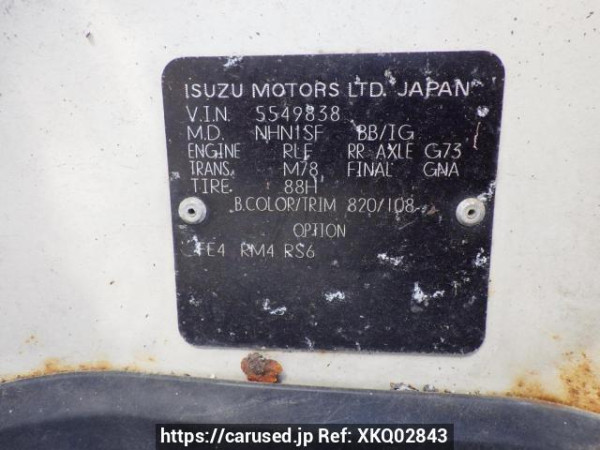 ISUZU MOTORS LTD. JAPAN
V.I.N. 5549838
M.D. NHN1SF BB/IG
ENGINE RLF RR AXLE G73
TRANS. M78 FINAL GNA
TIRE. 88H
B.COLOR/TRIM 820/108
OPTION
FE4 RM4 RS6
https://carused.jp Ref: XKQ02843